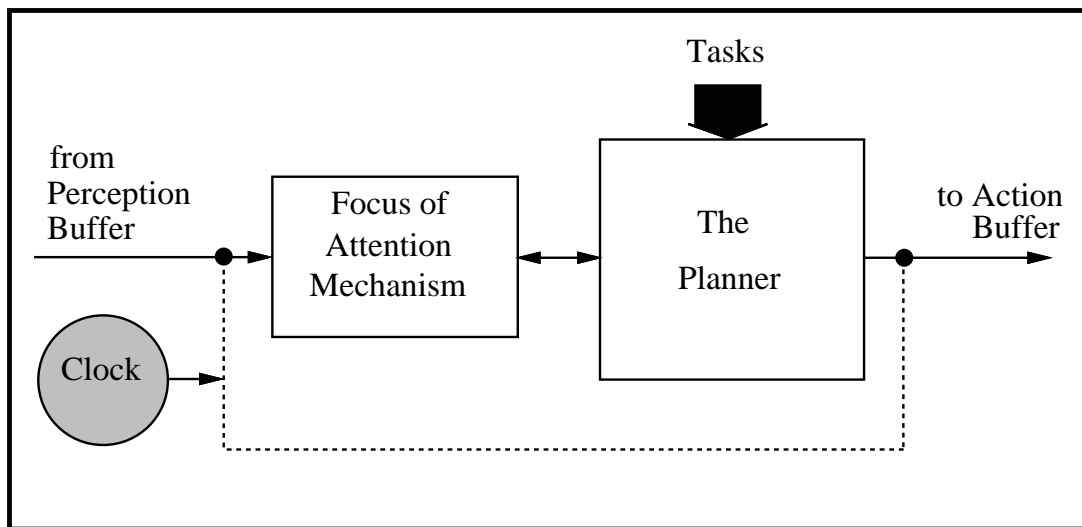 Tasks
from
Perception
Buffer
Focus of
Attention
Mechanism
The
Planner
to Action
Buffer
Clock